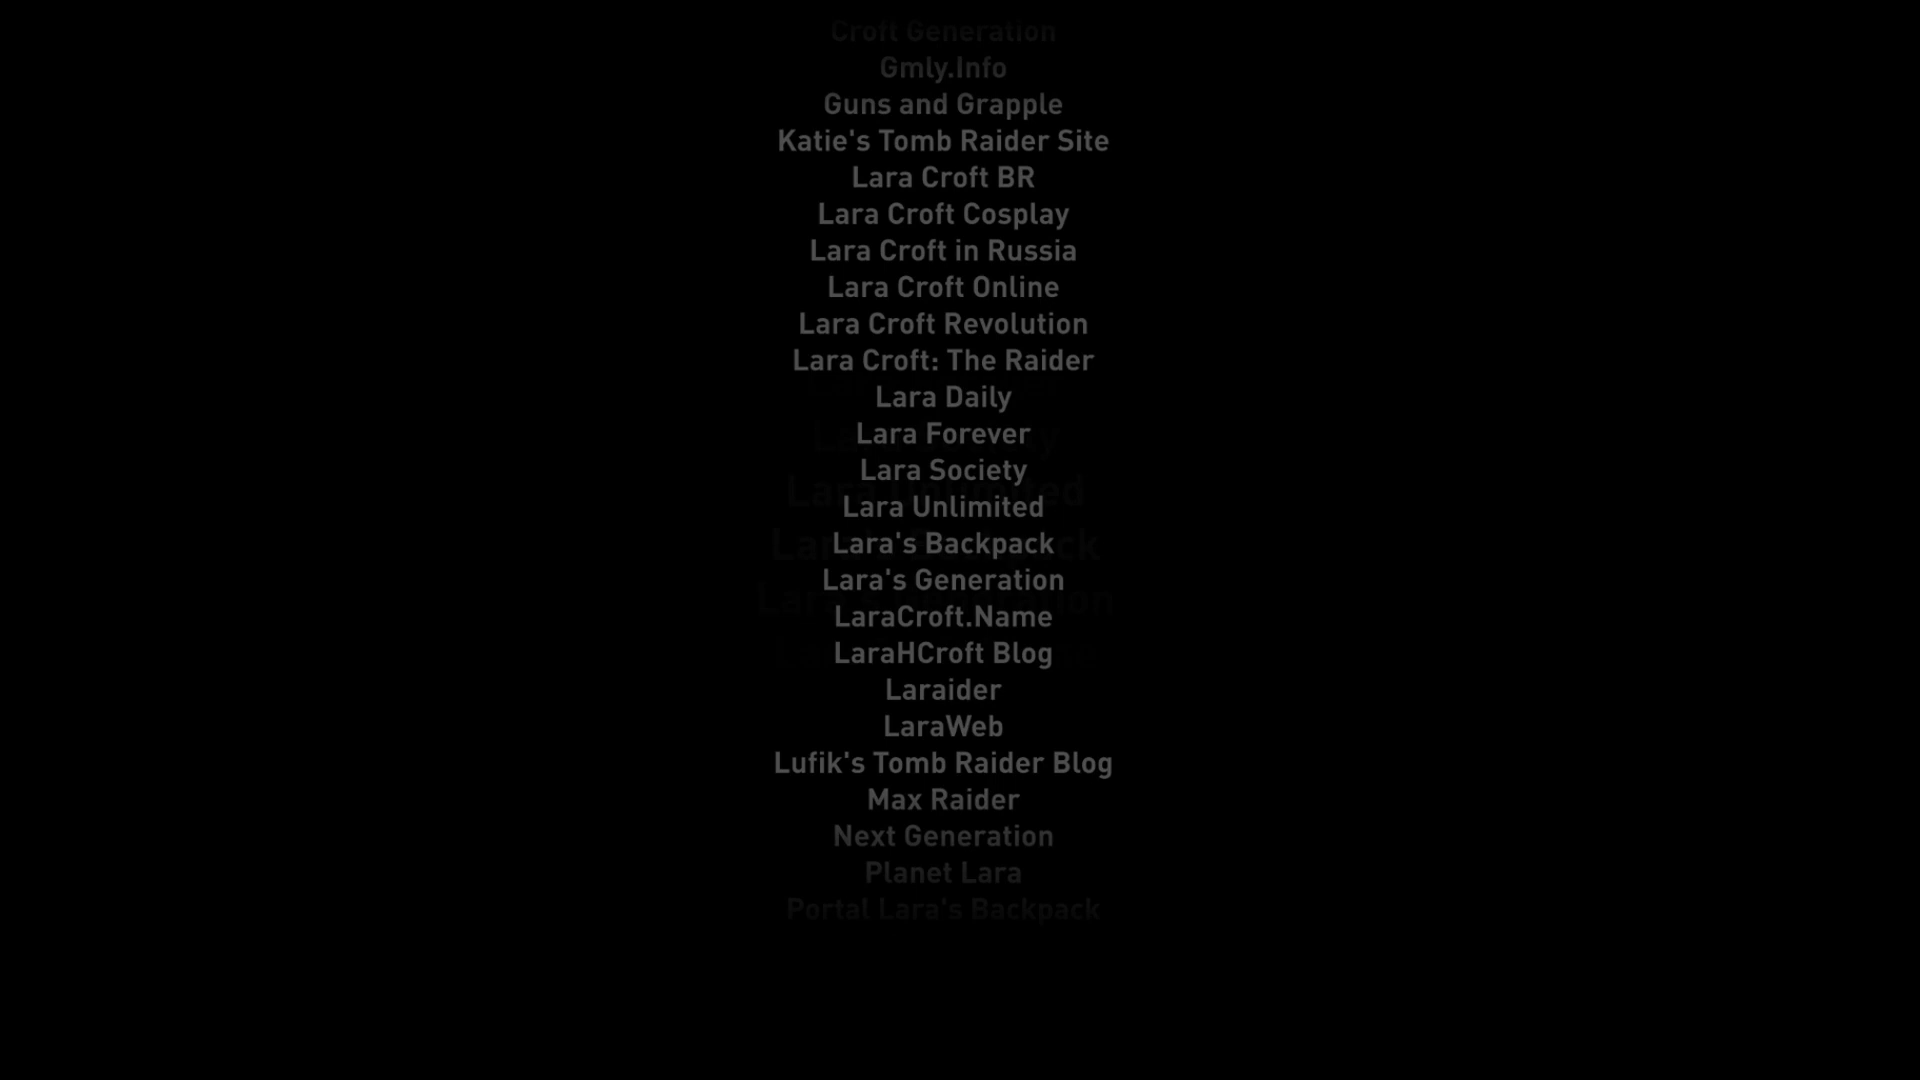 Croft Generation
Gmly.Info
Guns and Grapple
Katie's Tomb Raider Site
Lara Croft BR
Lara Croft Cosplay
Lara Croft in Russia
Lara Croft Online
Lara Croft Revolution
Lara Croft: The Raider
Lara Daily
Lara Forever
Lara Society
Lara Unlimited
Lara's Backpack
Lara's Generation
LaraCroft.Name
LaraHCroft Blog
Laraider
LaraWeb
Lufik's Tomb Raider Blog
Max Raider
Next Generation
Planet Lara
Portal Lara's Backpack